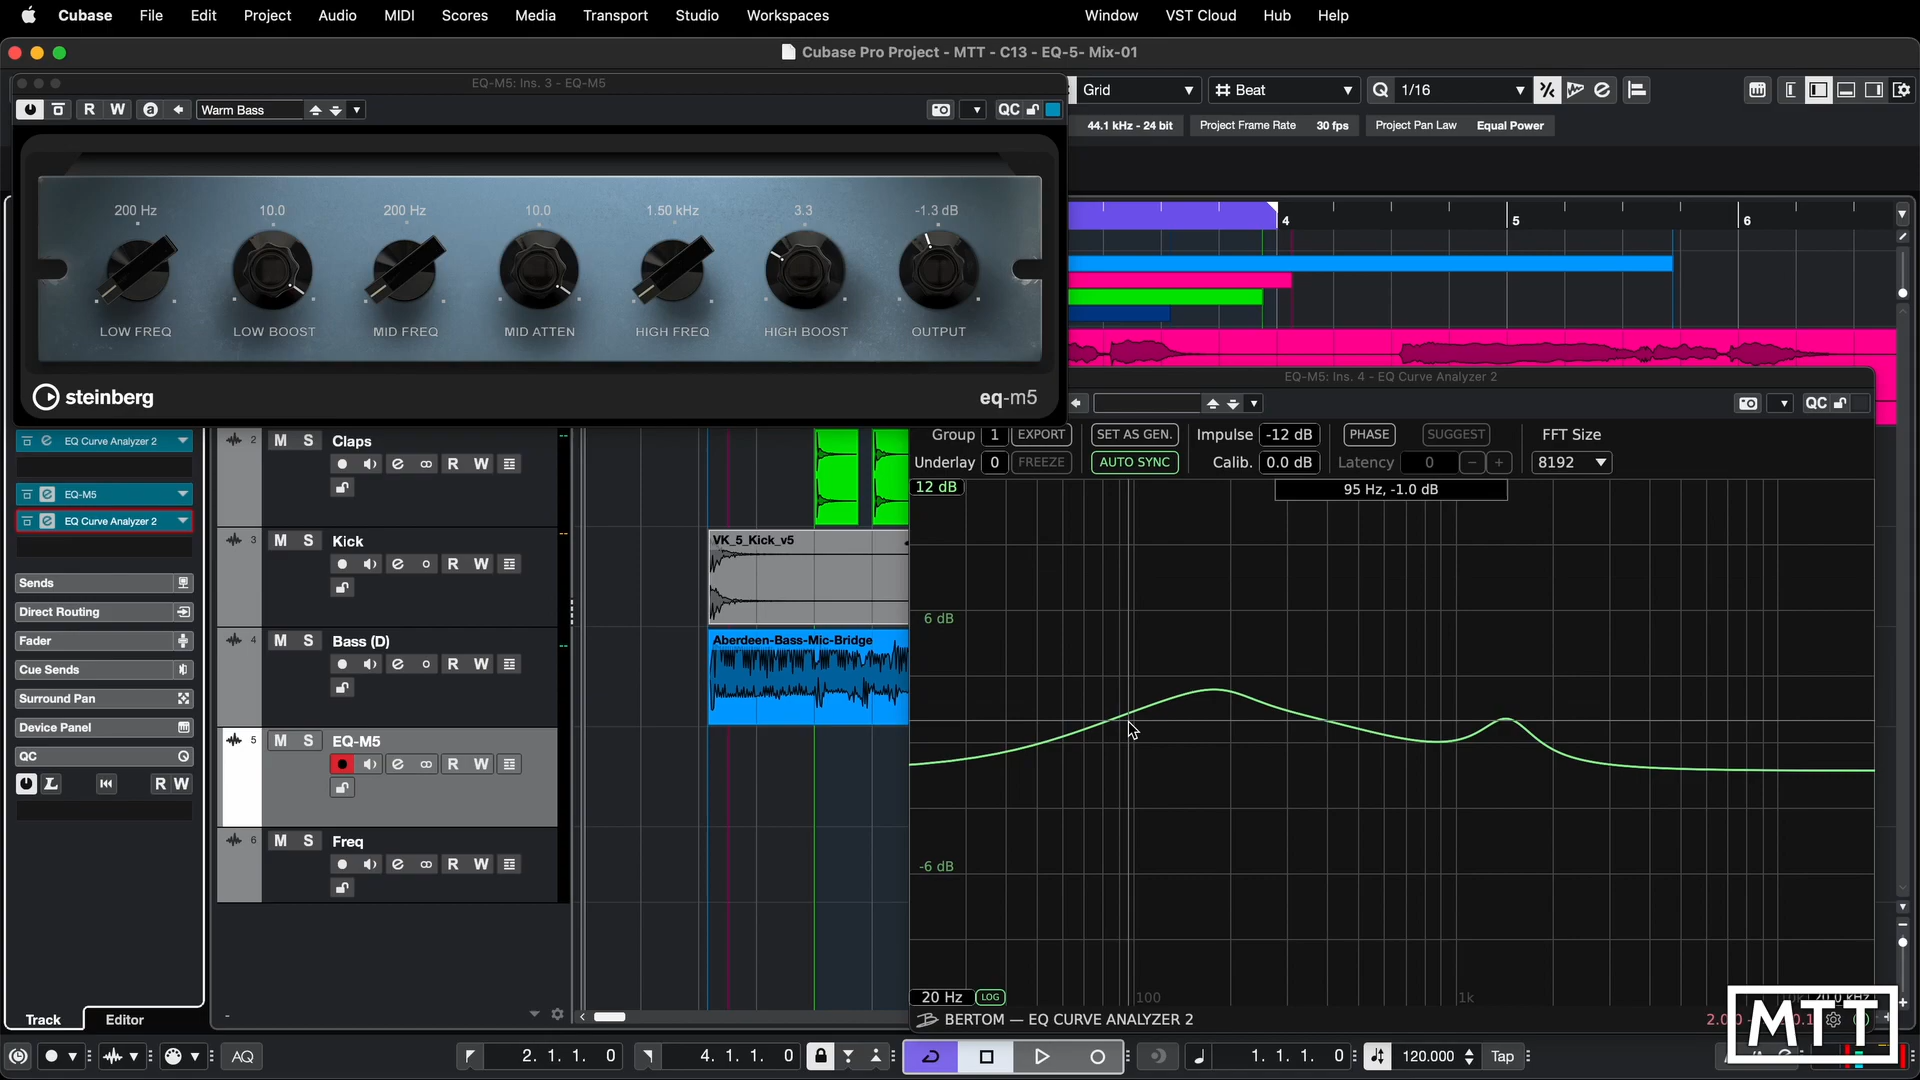 Cubase File Edit Project Audio MIDI Scores Media Transport Studio Workspaces Window VST Cloud Hub Help
Cubase Pro Project - MTT - C13 - EQ-5- Mix-01
EQ-M5: Ins. 3 - EQ-M5
R W a Warm Bass QC
Grid Beat Q 1/16
44.1 kHz - 24 bit Project Frame Rate 30 fps Project Pan Law Equal Power
200 Hz 10.0 200 Hz 10.0 1.50 kHz 3.3 -1.3 dB
LOW FREQ LOW BOOST MID FREQ MID ATTEN HIGH FREQ HIGH BOOST OUTPUT
steinberg eq-m5
4 5 6
EQ-M5: Ins. 4 - EQ Curve Analyzer 2
QC
Group 1 EXPORT SET AS GEN. Impulse -12 dB PHASE SUGGEST FFT Size
Underlay 0 FREEZE AUTO SYNC Calib. 0.0 dB Latency 0 - + 8192
12 dB
95 Hz, -1.0 dB
6 dB
-6 dB
20 Hz LOG 100 1k
BERTOM — EQ CURVE ANALYZER 2
EQ Curve Analyzer 2
EQ-M5
EQ Curve Analyzer 2
Sends
Direct Routing
Fader
Cue Sends
Surround Pan
Device Panel
QC
L R W
Track Editor
2 M S Claps
R W
3 M S Kick
R W
4 M S Bass (D)
R W
5 M S EQ-M5
R W
6 M S Freq
R W
VK_5_Kick_v5
Aberdeen-Bass-Mic-Bridge
AQ 2. 1. 1. 0 4. 1. 1. 0 1. 1. 1. 0 120.000 Tap
MTT